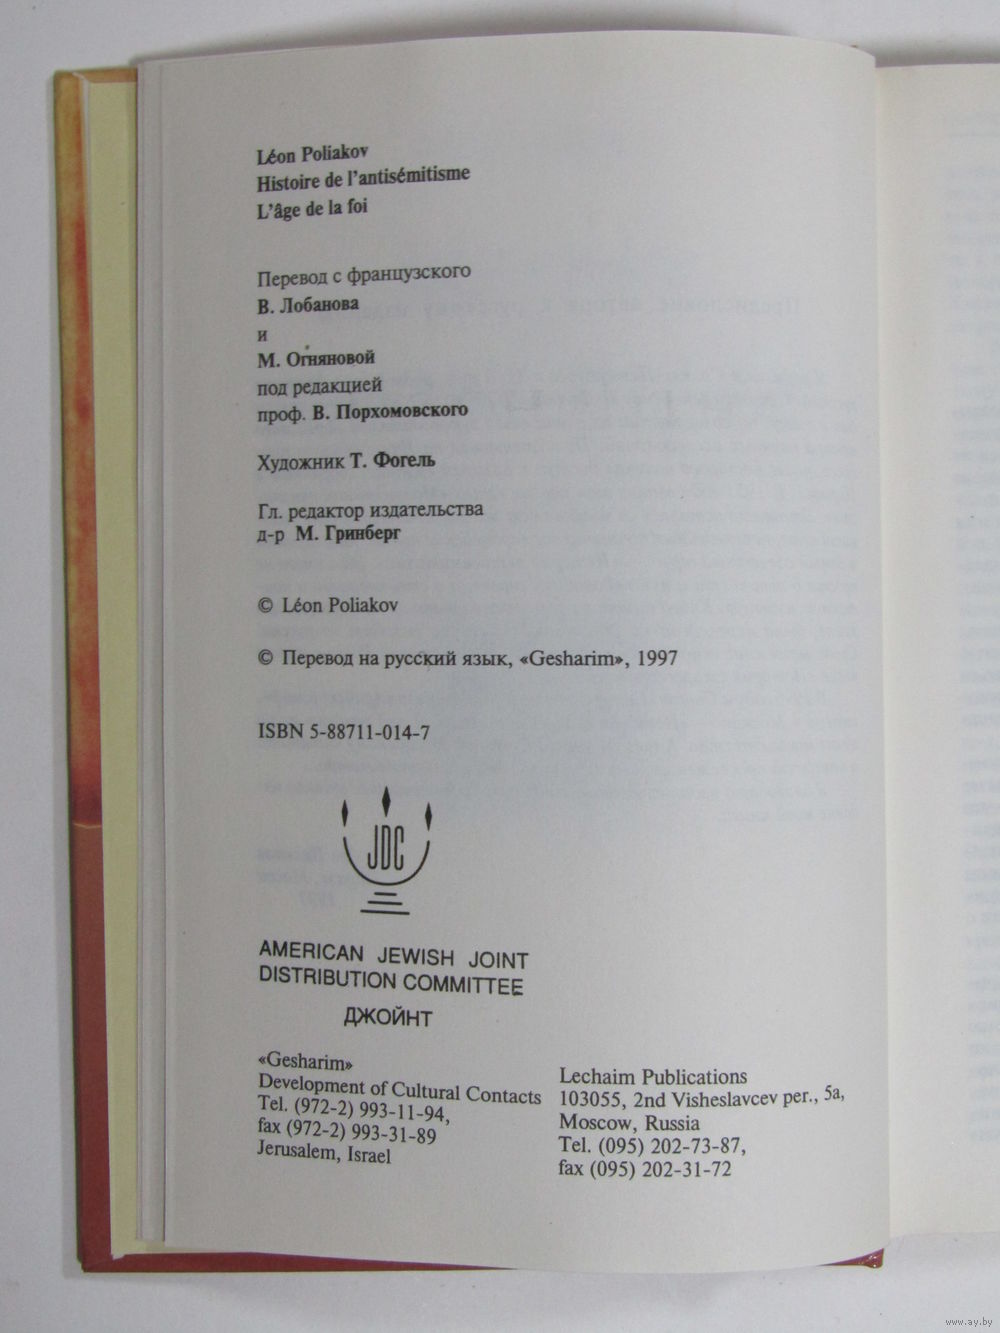 Léon Poliakov
Histoire de l'antisémitisme
L'âge de la foi
Перевод с французского
В. Лобанова
и
М. Огняновой
под редакцией
проф. В. Порхомовского
Художник Т. Фогель
Гл. редактор издательства
д-р М. Гринберг
© Léon Poliakov
© Перевод на русский язык, «Gesharim», 1997
ISBN 5-88711-014-7
JDC
AMERICAN JEWISH JOINT
DISTRIBUTION COMMITTEE
ДЖОЙНТ
«Gesharim»
Development of Cultural Contacts
Tel. (972-2) 993-11-94,
fax (972-2) 993-31-89
Jerusalem, Israel
Lechaim Publications
103055, 2nd Visheslavcev per., 5a,
Moscow, Russia
Tel. (095) 202-73-87,
fax (095) 202-31-72
www.ay.by